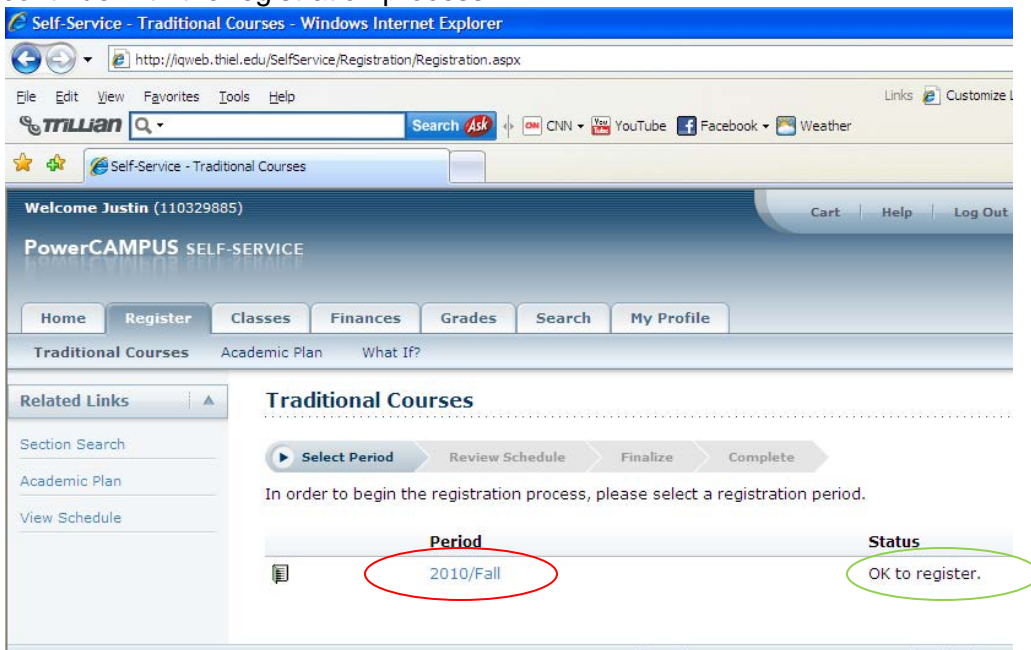 Self-Service - Traditional Courses - Windows Internet Explorer
http://iqweb.thiel.edu/SelfService/Registration/Registration.aspx
File Edit View Favorites Tools Help Links Customize
Trillian Search Ask CNN You Tube YouTube Facebook Weather
Self-Service - Traditional Courses
Welcome Justin (110329885) Cart Help Log Out
PowerCAMPUS SELF-SERVICE
Home Register Classes Finances Grades Search My Profile
Traditional Courses Academic Plan What If?
Related Links
Traditional Courses
Section Search
Academic Plan
View Schedule
Select Period Review Schedule Finalize Complete
In order to begin the registration process, please select a registration period.
Period Status
2010/Fall OK to register.